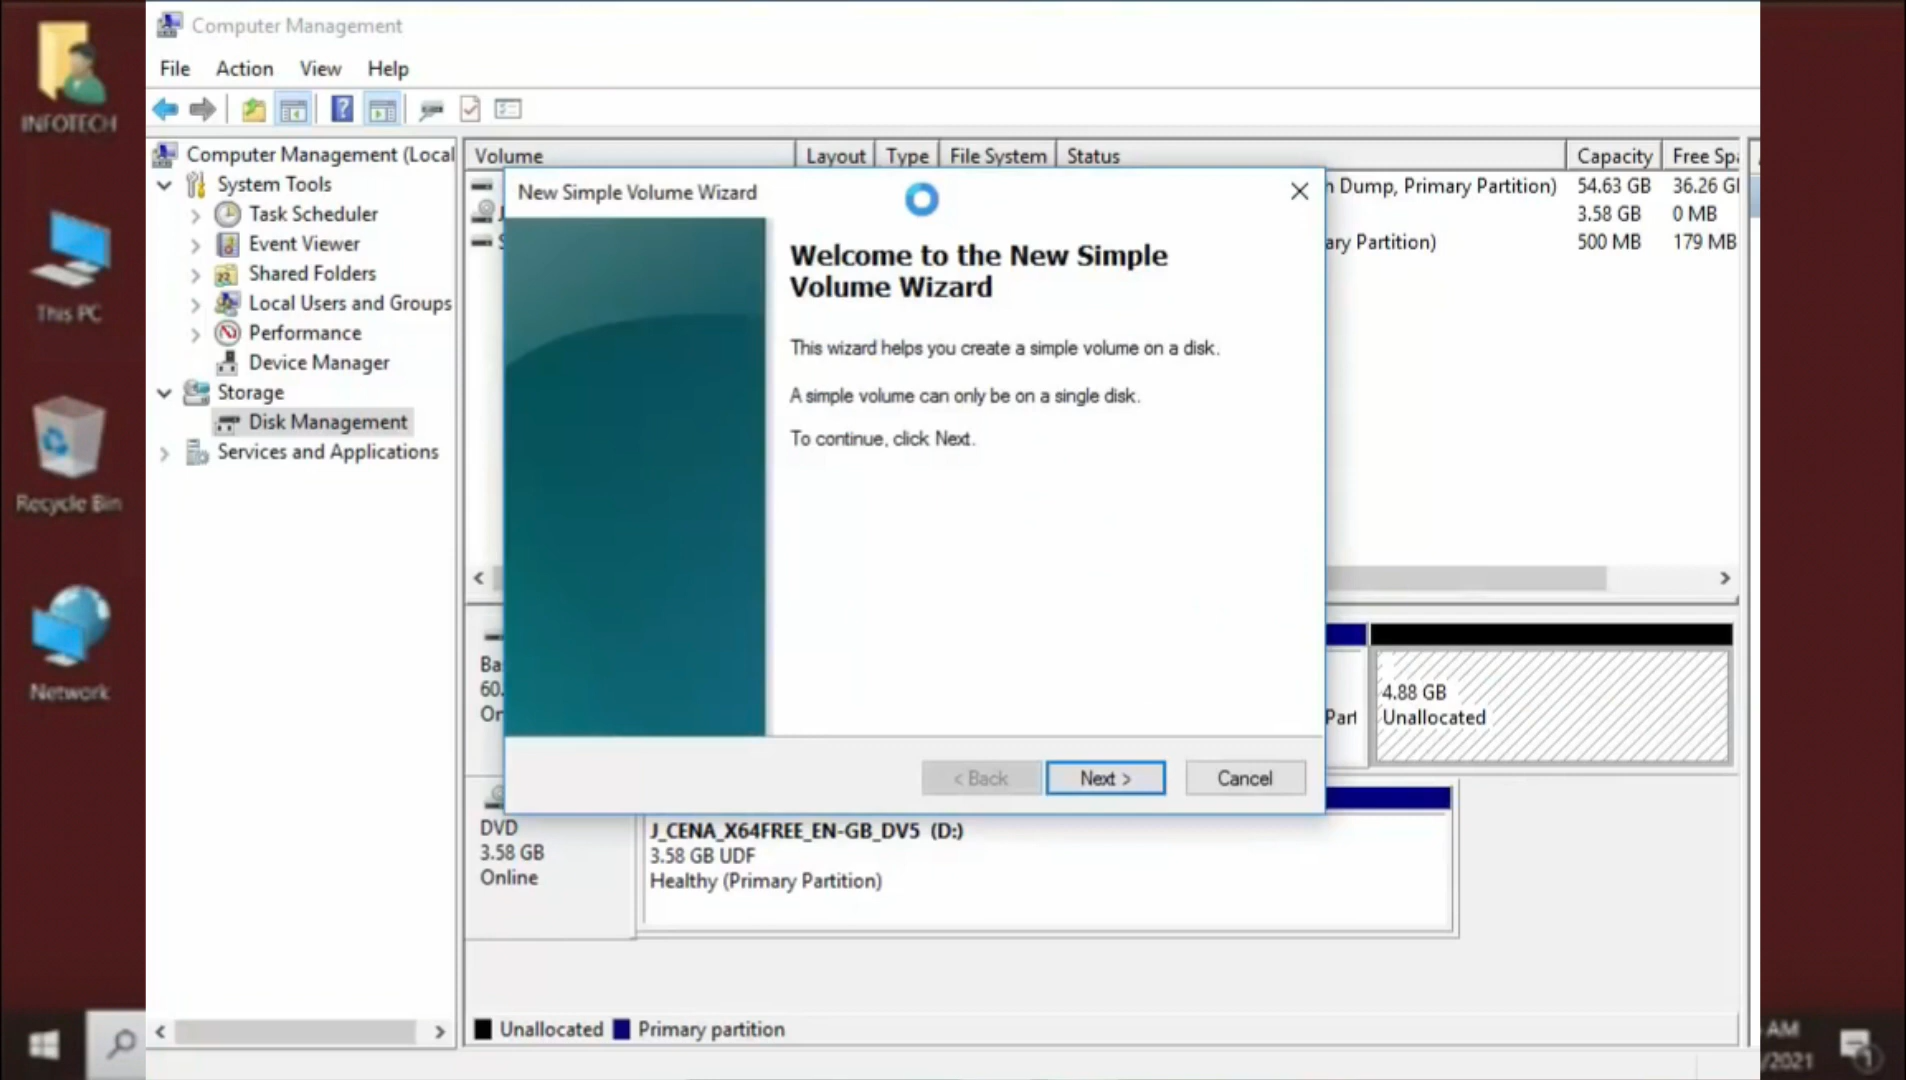 Computer Management
File Action View Help
INFOTECH
This PC
Recycle Bin
Network
Computer Management (Local
System Tools
Task Scheduler
Event Viewer
Shared Folders
Local Users and Groups
Performance
Device Manager
Storage
Disk Management
Services and Applications
Volume Layout Type File System Status Capacity Free Spa
Dump, Primary Partition) 54.63 GB 36.26 G
3.58 GB 0 MB
ary Partition) 500 MB 179 MB
New Simple Volume Wizard
Welcome to the New Simple
Volume Wizard
This wizard helps you create a simple volume on a disk.
A simple volume can only be on a single disk.
To continue, click Next.
< Back Next > Cancel
Ba
60.
On
Part
4.88 GB
Unallocated
DVD
3.58 GB
Online
J_CENA_X64FREE_EN-GB_DV5 (D:)
3.58 GB UDF
Healthy (Primary Partition)
Unallocated Primary partition
AM
/2021
1